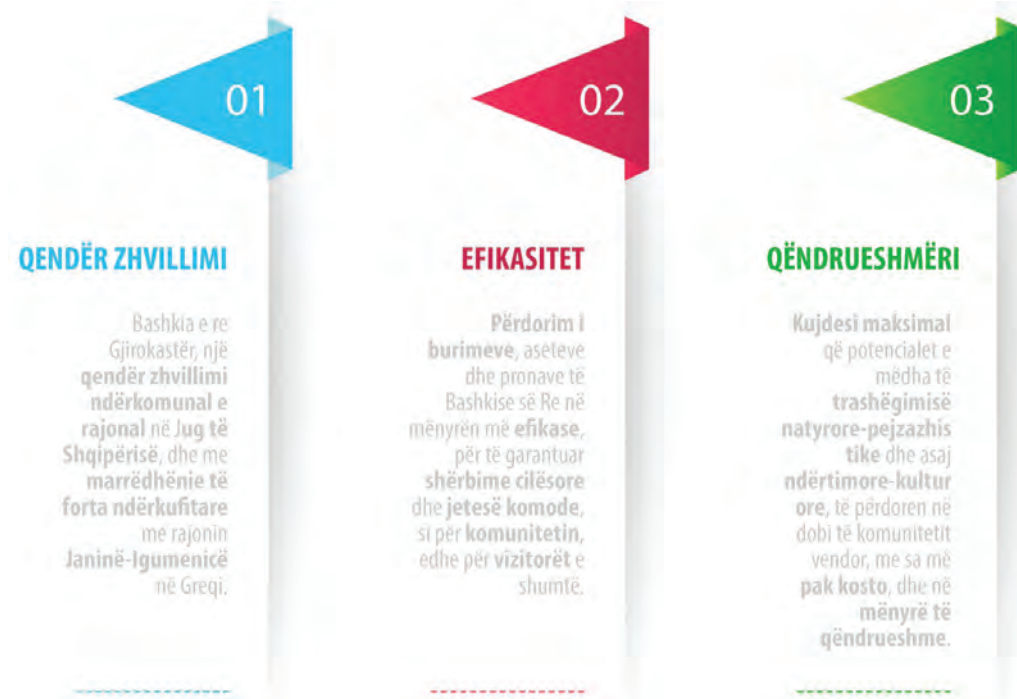 01
QENDËR ZHVILLIMI
Bashkia e re
Gjirokastër, një
qendër zhvillimi
ndërkomunal e
rajonal në Jug të
Shqipërisë, dhe me
marrëdhënie të
forta ndërkufitare
me rajonin
Janinë-Igumenicë
në Greqi.
02
EFIKASITET
Përdorim i
burimeve, aseteve
dhe pronave të
Bashkise së Re në
mënyrën më efikase,
për të garantuar
shërbime cilësore
dhe jetesë komode,
si për komunitetin,
edhe për vizitorët e
shumtë.
03
QËNDRUESHMËRI
Kujdesi maksimal
që potencialet e
mëdha të
trashëgimisë
natyrore-pejzazhis
tike dhe asaj
ndërtimore-kultur
ore, të përdoren në
dobi të komunitetit
vendor, me sa më
pak kosto, dhe në
mënyrë të
qëndrueshme.